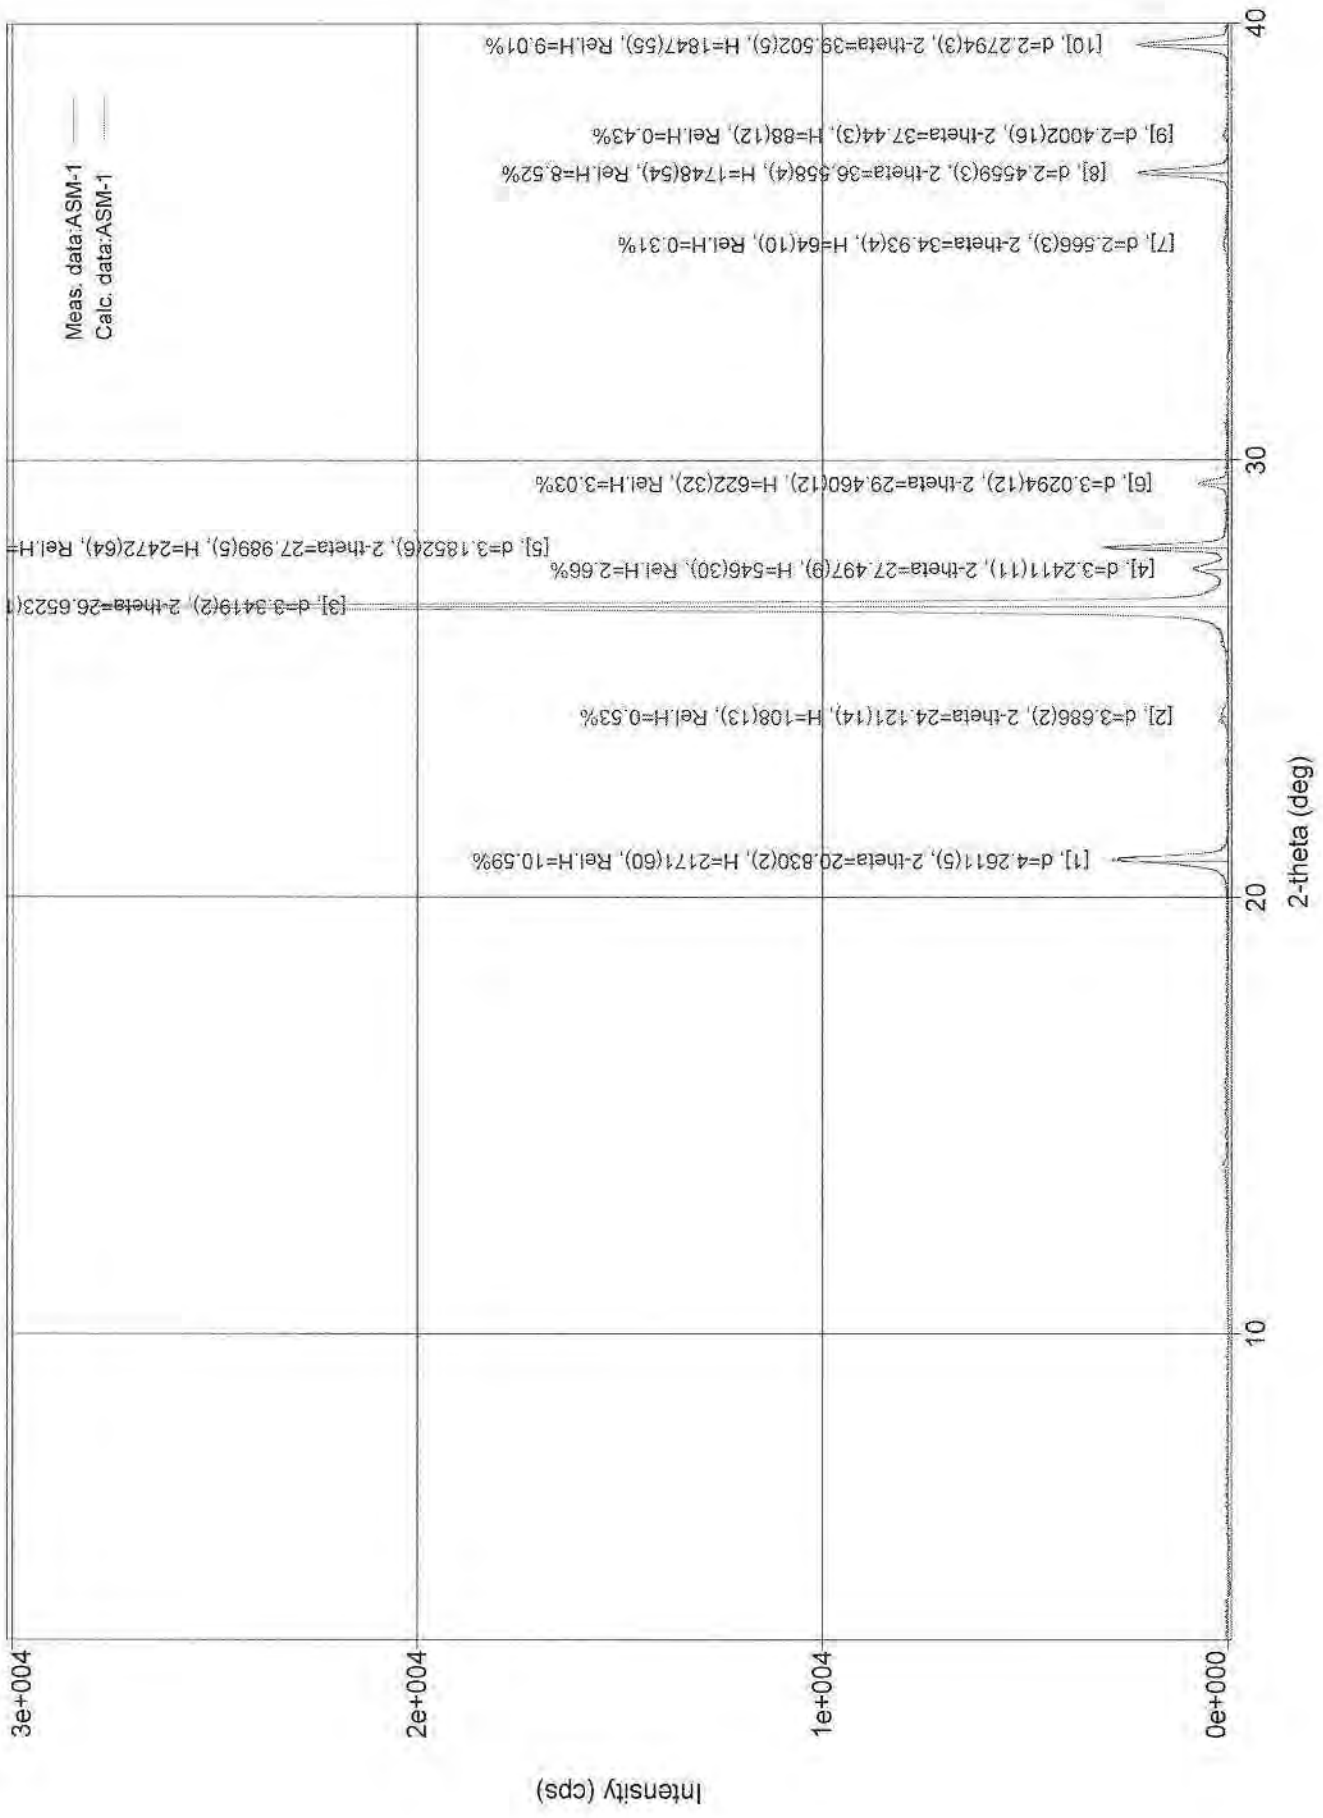 Meas. data:ASM-1
Calc. data:ASM-1
Intensity (cps)
3e+004
2e+004
1e+004
0e+000
[1], d=4.2611(5), 2-theta=20.830(2), H=2171(60), Rel.H=10.59%
[2], d=3.686(2), 2-theta=24.121(14), H=108(13), Rel.H=0.53%
[3], d=3.3419(2), 2-theta=26.6523(1
[4], d=3.2411(11), 2-theta=27.497(9), H=546(30), Rel.H=2.66%
[5], d=3.1852(6), 2-theta=27.989(5), H=2472(64), Rel.H=
[6], d=3.0294(12), 2-theta=29.460(12), H=622(32), Rel.H=3.03%
[7], d=2.566(3), 2-theta=34.93(4), H=64(10), Rel.H=0.31%
[8], d=2.4559(3), 2-theta=36.558(4), H=1748(54), Rel.H=8.52%
[9], d=2.4002(16), 2-theta=37.44(3), H=88(12), Rel.H=0.43%
[10], d=2.2794(3), 2-theta=39.502(5), H=1847(55), Rel.H=9.01%
10
20
30
40
2-theta (deg)